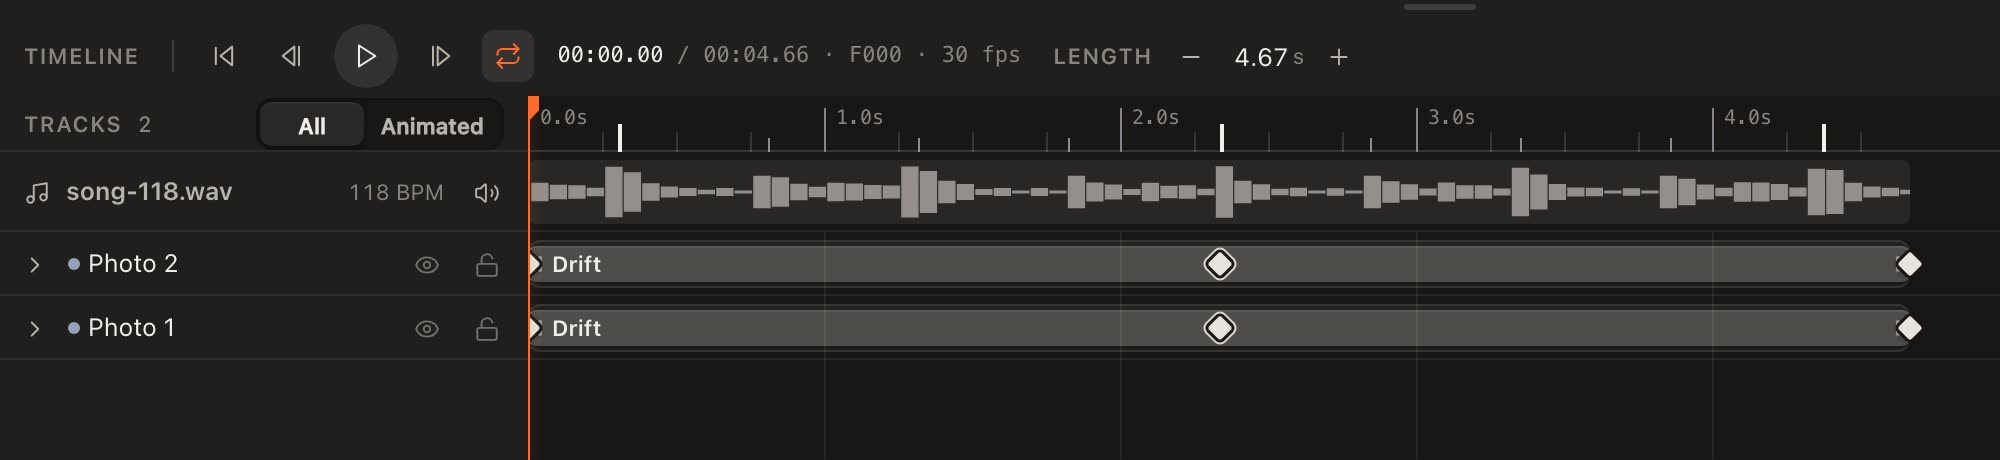 TIMELINE 00:00.00 / 00:04.66 · F000 · 30 fps LENGTH − 4.67 s +
TRACKS 2 All Animated 0.0s 1.0s 2.0s 3.0s 4.0s
song-118.wav 118 BPM
Photo 2 Drift
Photo 1 Drift